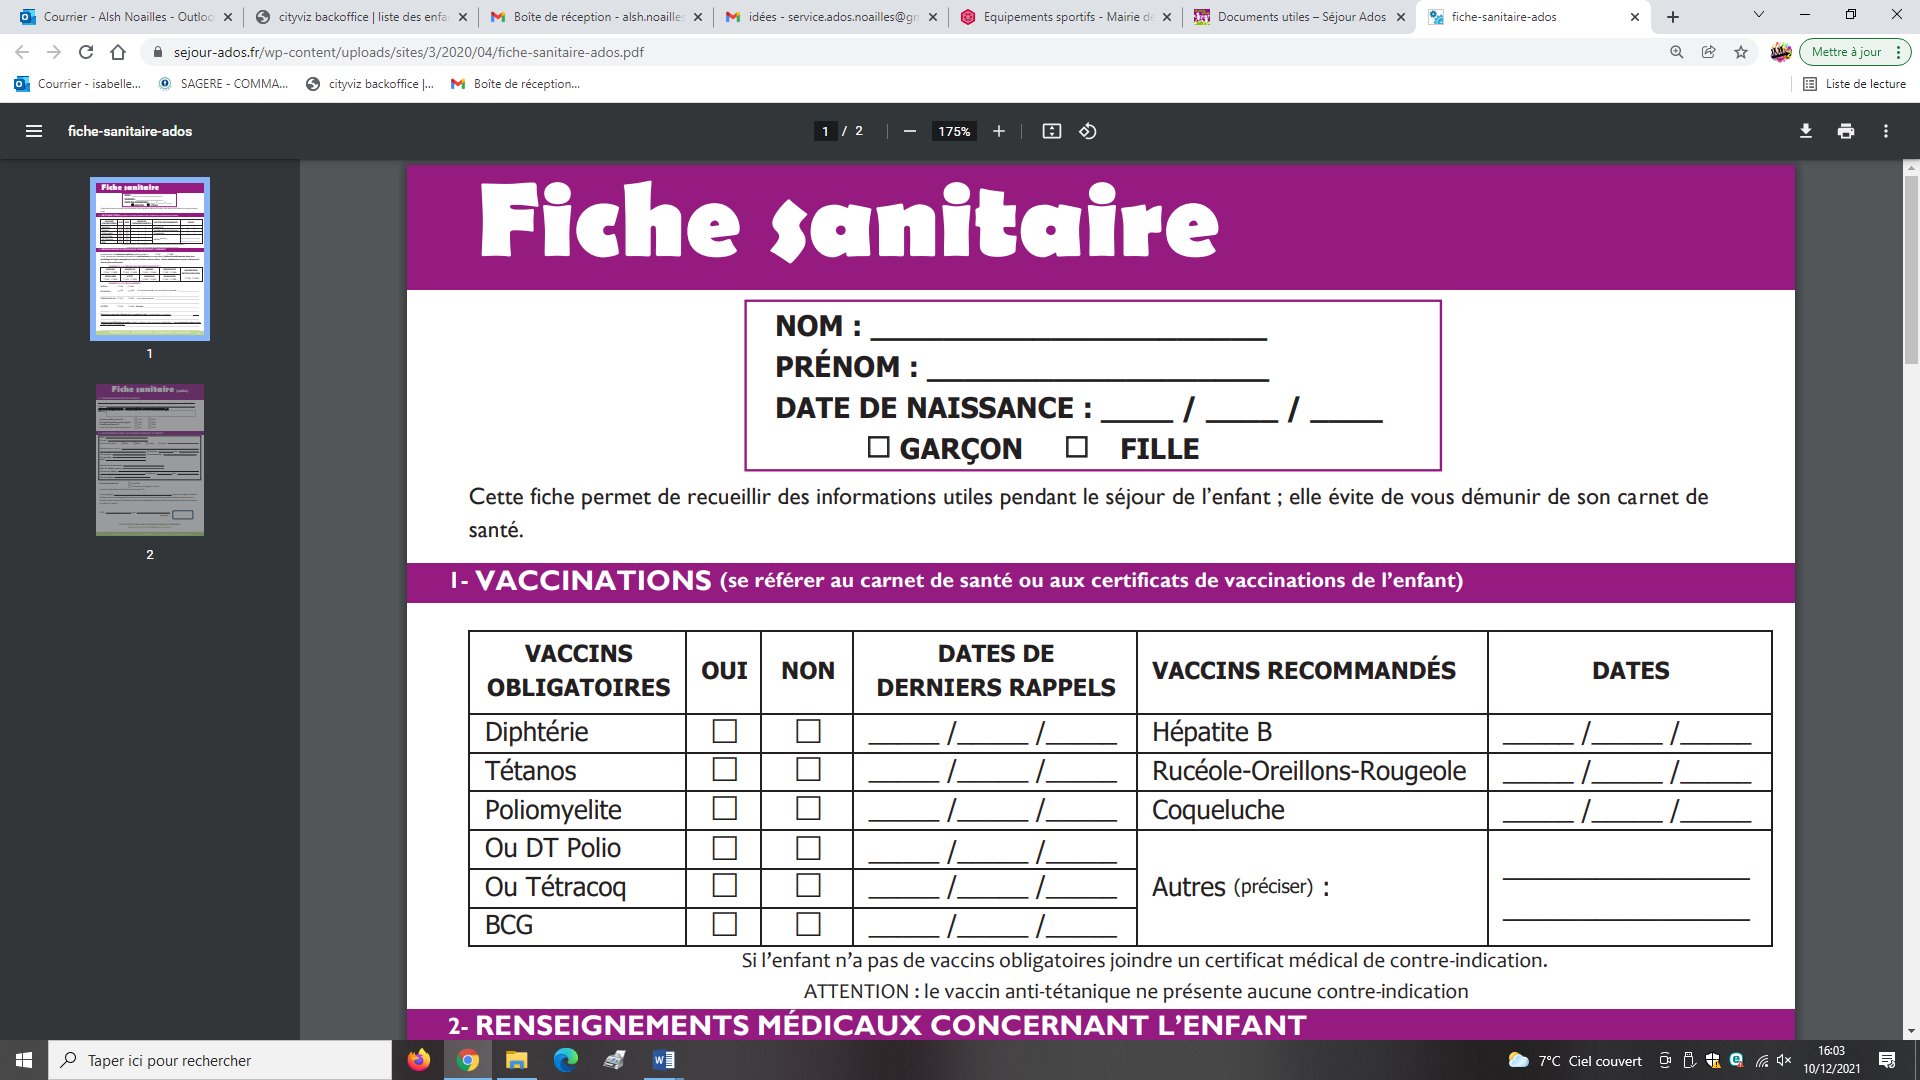 Courrier - Alsh Noailles - Outloo
cityviz backoffice | liste des enfa
Boîte de réception - alsh.noailles
idées - service.ados.noailles@gm
Equipements sportifs - Mairie de
Documents utiles – Séjour Ados
fiche-sanitaire-ados
sejour-ados.fr/wp-content/uploads/sites/3/2020/04/fiche-sanitaire-ados.pdf
Mettre à jour
Courrier - isabelle...
SAGERE - COMMA...
cityviz backoffice |...
Boîte de réception...
Liste de lecture
fiche-sanitaire-ados
1 / 2
175%
Fiche sanitaire
1
Fiche sanitaire
2
Fiche sanitaire
NOM : ______________________
PRÉNOM : ___________________
DATE DE NAISSANCE : ____ / ____ / ____
☐ GARÇON ☐ FILLE
Cette fiche permet de recueillir des informations utiles pendant le séjour de l’enfant ; elle évite de vous démunir de son carnet de
santé.
1- VACCINATIONS (se référer au carnet de santé ou aux certificats de vaccinations de l’enfant)
VACCINS OBLIGATOIRES OUI NON DATES DE DERNIERS RAPPELS VACCINS RECOMMANDÉS DATES
Diphtérie ☐ ☐ _____ /_____ /_____ Hépatite B _____ /_____ /_____
Tétanos ☐ ☐ _____ /_____ /_____ Rucéole-Oreillons-Rougeole _____ /_____ /_____
Poliomyelite ☐ ☐ _____ /_____ /_____ Coqueluche _____ /_____ /_____
Ou DT Polio ☐ ☐ _____ /_____ /_____
Ou Tétracoq ☐ ☐ _____ /_____ /_____ Autres (préciser) :
BCG ☐ ☐ _____ /_____ /_____
Si l’enfant n’a pas de vaccins obligatoires joindre un certificat médical de contre-indication.
ATTENTION : le vaccin anti-tétanique ne présente aucune contre-indication
2- RENSEIGNEMENTS MÉDICAUX CONCERNANT L’ENFANT
Taper ici pour rechercher
7°C Ciel couvert
16:03
10/12/2021